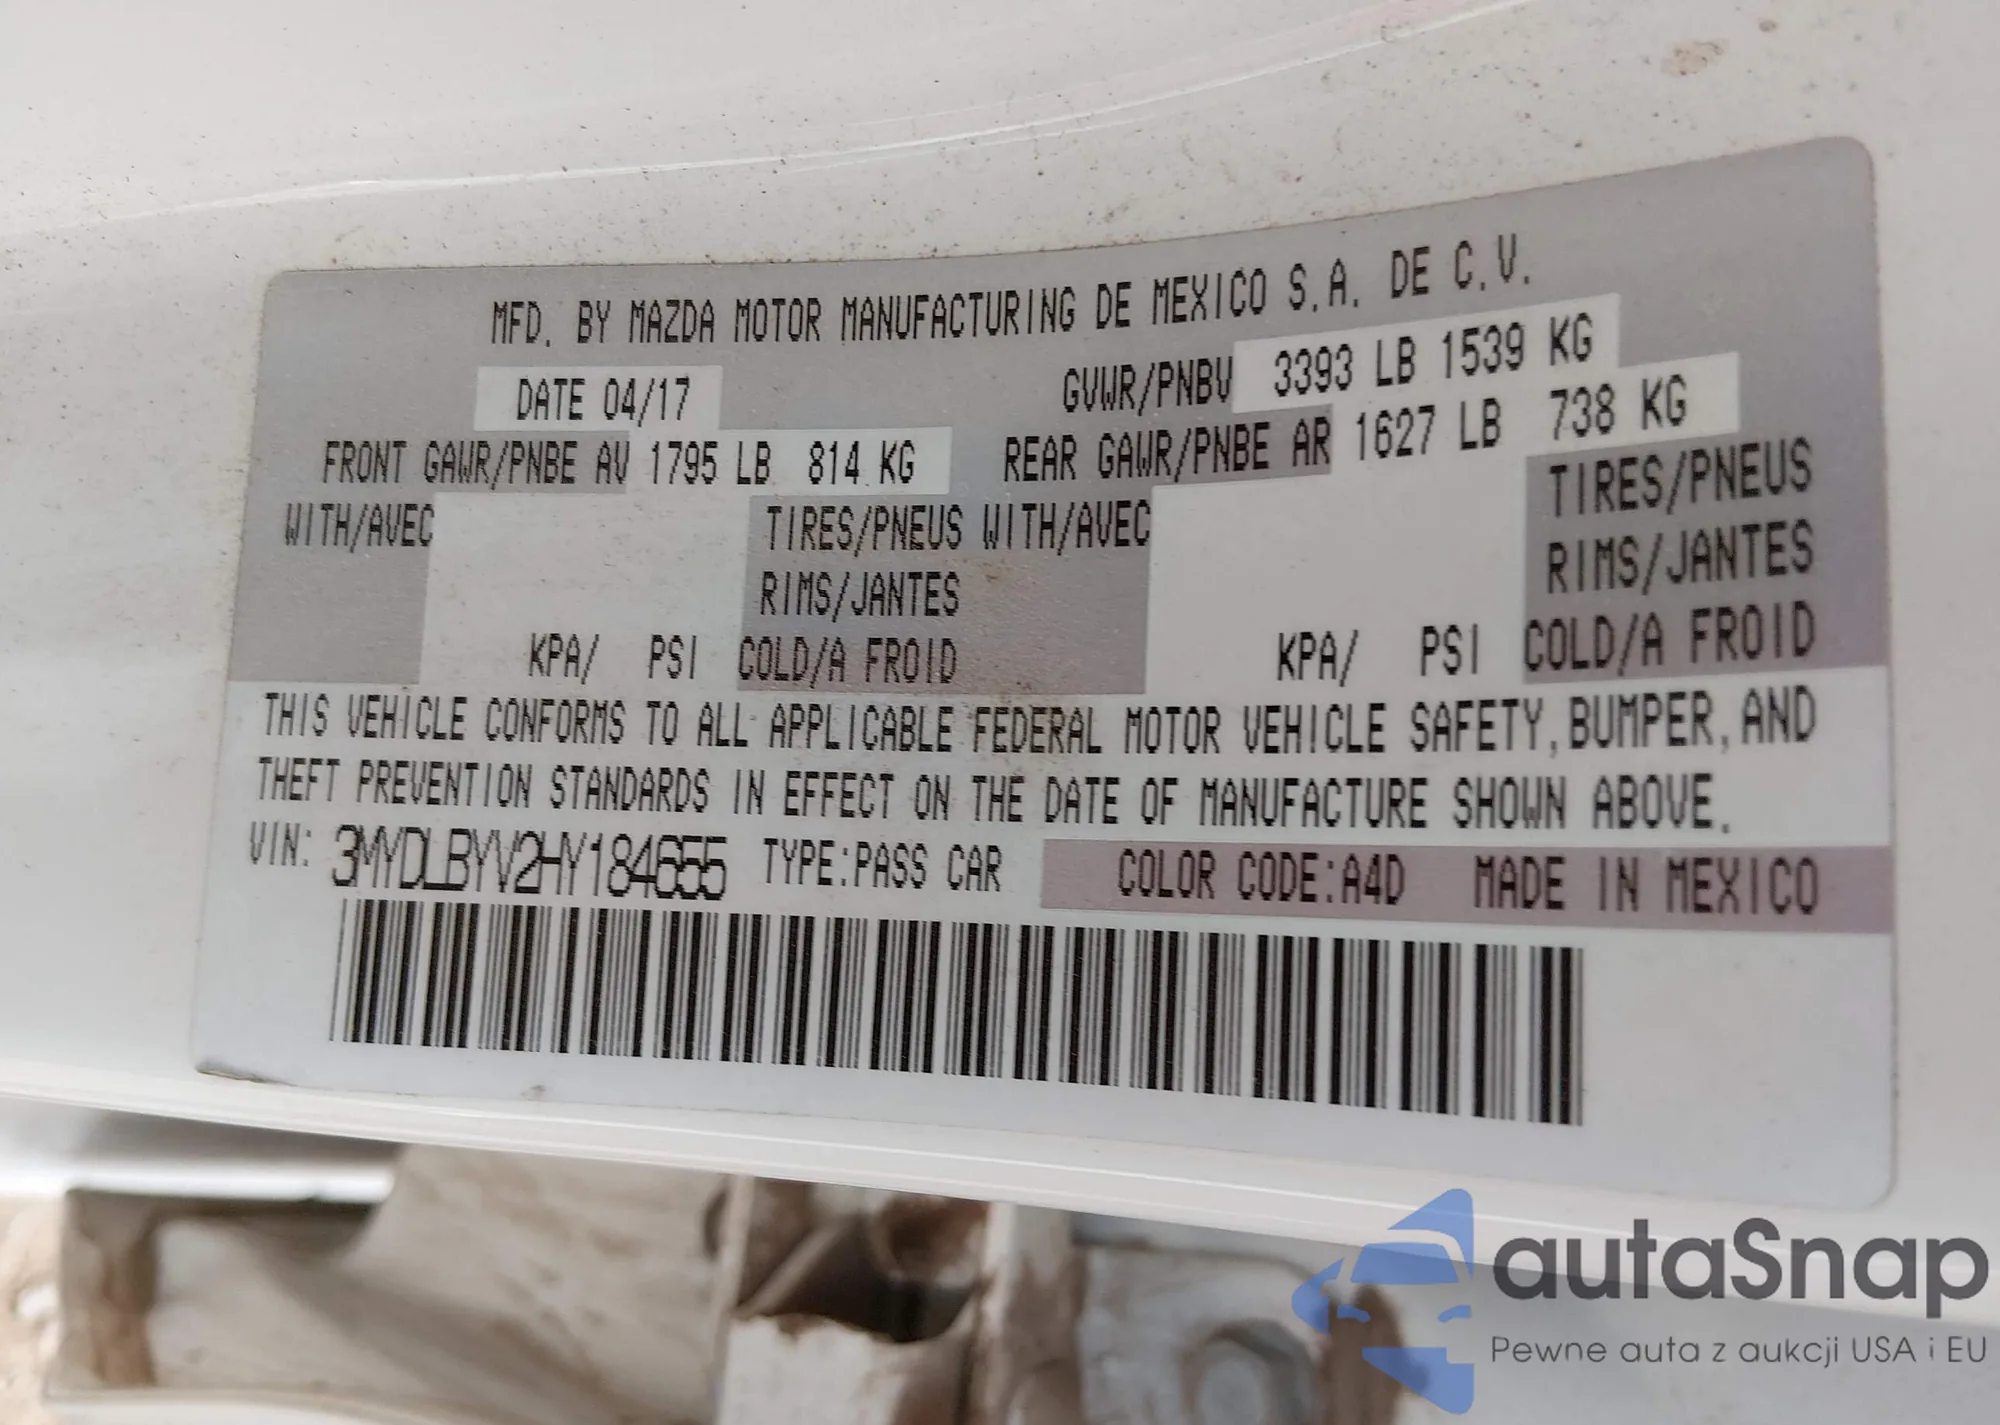 MFD. BY MAZDA MOTOR MANUFACTURING DE MEXICO S.A. DE C.V.
DATE 04/17 GVWR/PNBV 3393 LB 1539 KG
FRONT GAWR/PNBE AV 1795 LB 814 KG REAR GAWR/PNBE AR 1627 LB 738 KG
WITH/AVEC TIRES/PNEUS WITH/AVEC TIRES/PNEUS
RIMS/JANTES RIMS/JANTES
KPA/ PSI COLD/A FROID KPA/ PSI COLD/A FROID
THIS VEHICLE CONFORMS TO ALL APPLICABLE FEDERAL MOTOR VEHICLE SAFETY, BUMPER, AND
THEFT PREVENTION STANDARDS IN EFFECT ON THE DATE OF MANUFACTURE SHOWN ABOVE.
VIN: 3MYDLBYV2HY184655 TYPE:PASS CAR COLOR CODE:A4D MADE IN MEXICO
autaSnap
Pewne auta z aukcji USA i EU